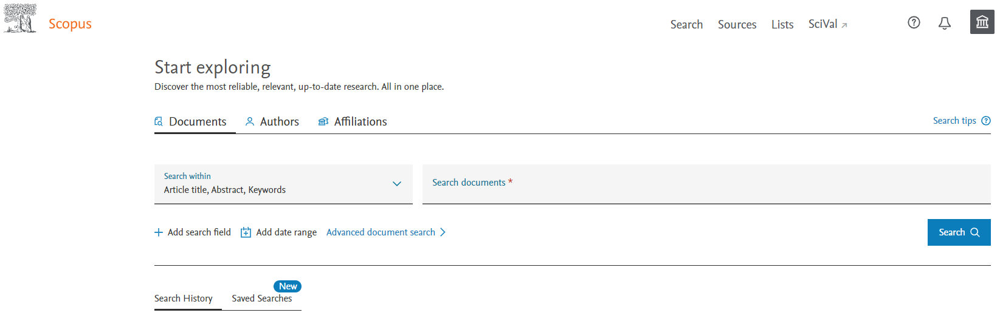 Scopus
Search Sources Lists SciVal
Start exploring
Discover the most reliable, relevant, up-to-date research. All in one place.
Documents Authors Affiliations Search tips
Search within
Article title, Abstract, Keywords
Search documents *
Add search field Add date range Advanced document search
Search
New
Search History Saved Searches